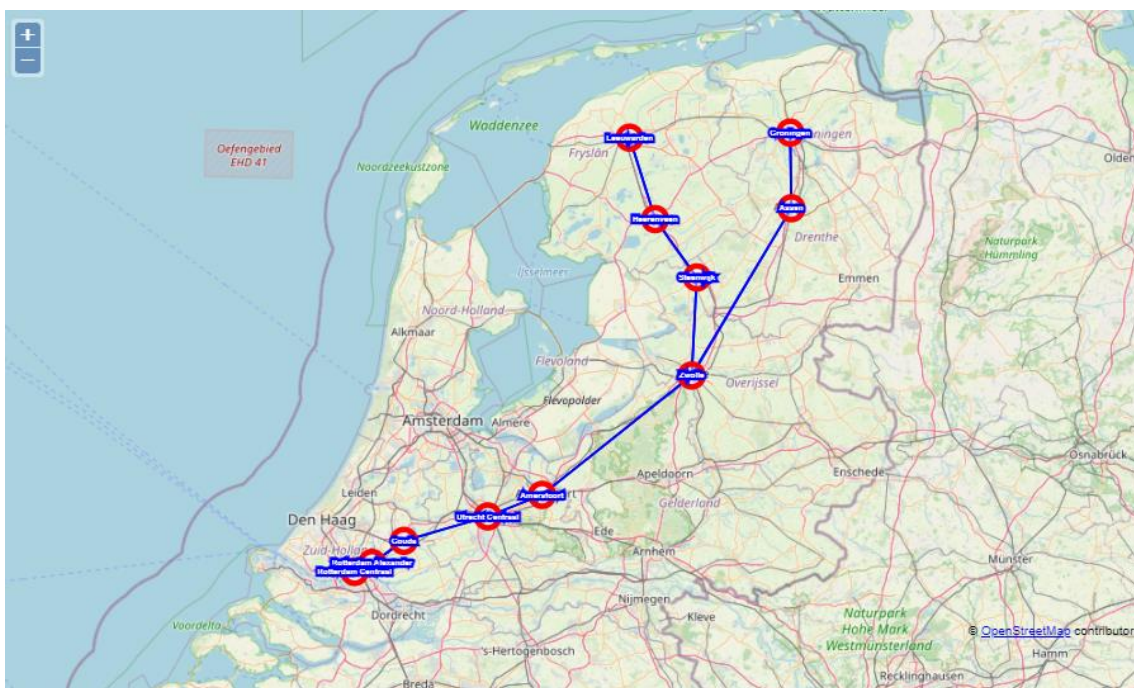 +
−
Waddenzee
Oefengebied
EHD 41
Noordzeekustzone
Leeuwarden
Fryslân
Groningen
Heerenveen
Assen
Drenthe
Steenwijk
Emmen
Naturpark
Hümmling
IJsselmeer
Noord-Holland
Alkmaar
Flevoland
Zwolle
Overijssel
Flevopolder
Amsterdam
Almere
Osnabrück
Apeldoorn
Enschede
Leiden
Amersfoort
Gelderland
Utrecht Centraal
Den Haag
Ede
Gouda
Zuid-Holland
Arnhem
Rotterdam Alexander
Rotterdam Centraal
Münster
Nijmegen
Dordrecht
Kleve
Voordelta
Naturpark
Hohe Mark
Westmünsterland
© OpenStreetMap contributor
's-Hertogenbosch
Hamm
Breda
Recklinghausen